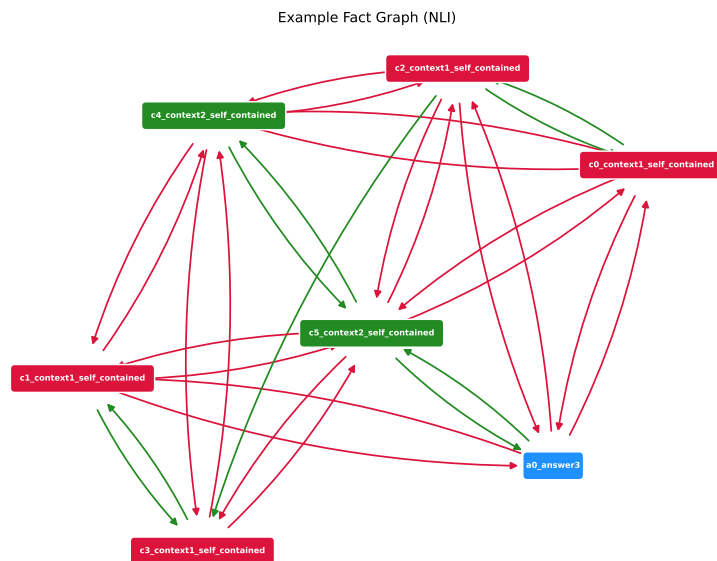 Example Fact Graph (NLI)
c2_context1_self_contained
c4_context2_self_contained
c0_context1_self_contained
c5_context2_self_contained
c1_context1_self_contained
a0_answer3
c3_context1_self_contained